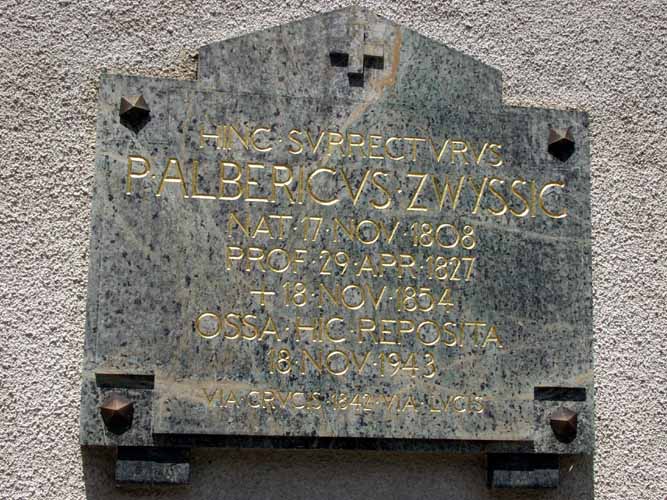 HINC·SVRRECTVRVS
P·ALBERICVS·ZWYSSIG
NAT·17·NOV·1808
PROF·29·APR·1827
+·18·NOV·1854
OSSA·HIC·REPOSITA
18·NOV·1943
VIA·CRVCIS·1842·VIA·LVCIS